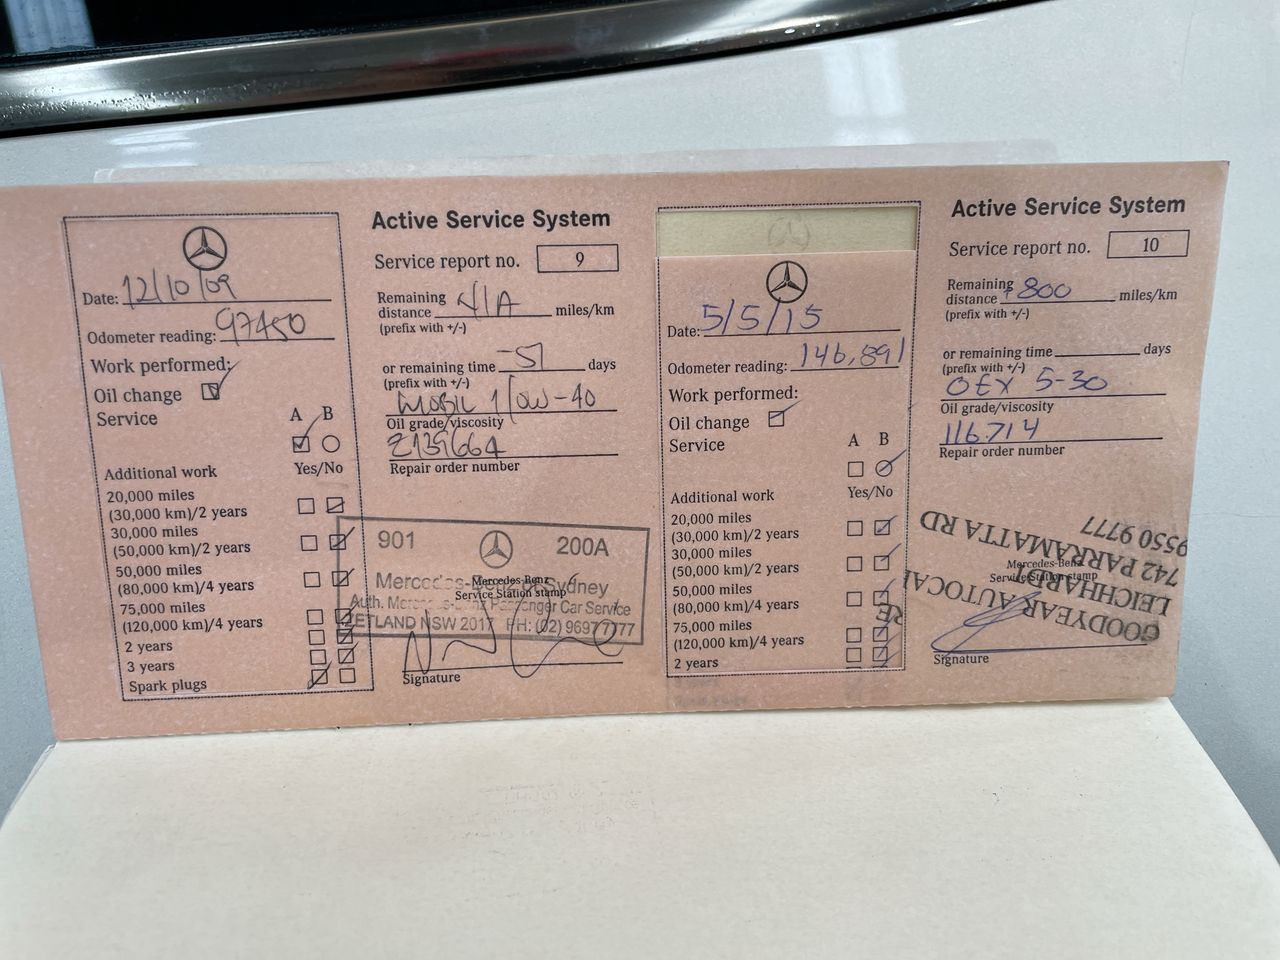 Date: 12/10/09
Odometer reading: 97450
Work performed:
Oil change
Service
A B
Additional work Yes/No
20,000 miles
(30,000 km)/2 years
30,000 miles
(50,000 km)/2 years
50,000 miles
(80,000 km)/4 years
75,000 miles
(120,000 km)/4 years
2 years
3 years
Spark plugs
Active Service System
Service report no. 9
Remaining
distance N/A miles/km
(prefix with +/-)
or remaining time -51 days
(prefix with +/-)
MOBIL 1 / 0W-40
Oil grade/viscosity
2139664
Repair order number
901 200A
Mercedes-Benz of Sydney
Mercedes-Benz
Service Station stamp
Auth. Mercedes-Benz Passenger Car Service
ZETLAND NSW 2017 PH: (02) 9697 7777
Signature
Date: 5/5/15
Odometer reading: 146,891
Work performed:
Oil change
Service
A B
Additional work Yes/No
20,000 miles
(30,000 km)/2 years
30,000 miles
(50,000 km)/2 years
50,000 miles
(80,000 km)/4 years
75,000 miles
(120,000 km)/4 years
2 years
Active Service System
Service report no. 10
Remaining
distance +800 miles/km
(prefix with +/-)
or remaining time days
(prefix with +/-)
OEX 5-30
Oil grade/viscosity
116714
Repair order number
GOODYEAR AUTOCARE
LEICHHARDT
742 PARRAMATTA RD
9550 9777
Mercedes-Benz
Service Station stamp
Signature